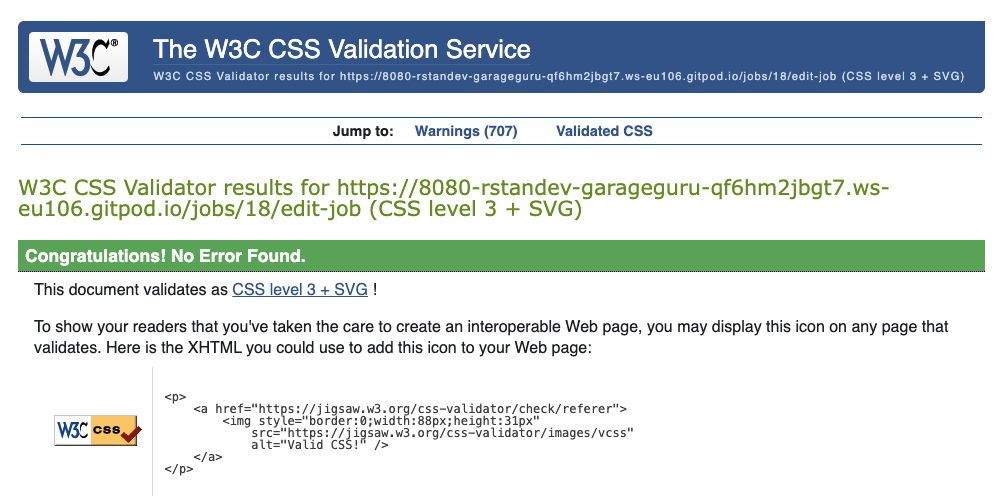 W3C®
The W3C CSS Validation Service
W3C CSS Validator results for https://8080-rstandev-garageguru-qf6hm2jbgt7.ws-eu106.gitpod.io/jobs/18/edit-job (CSS level 3 + SVG)
Jump to: Warnings (707) Validated CSS
W3C CSS Validator results for https://8080-rstandev-garageguru-qf6hm2jbgt7.ws-
eu106.gitpod.io/jobs/18/edit-job (CSS level 3 + SVG)
Congratulations! No Error Found.
This document validates as CSS level 3 + SVG !
To show your readers that you've taken the care to create an interoperable Web page, you may display this icon on any page that
validates. Here is the XHTML you could use to add this icon to your Web page:
<p>
    <a href="https://jigsaw.w3.org/css-validator/check/referer">
        <img style="border:0;width:88px;height:31px"
            src="https://jigsaw.w3.org/css-validator/images/vcss"
            alt="Valid CSS!" />
W3C css
    </a>
</p>